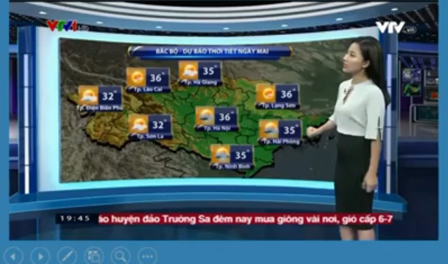 VTV1 HD
VTV.vn
BẮC BỘ - DỰ BÁO THỜI TIẾT NGÀY MAI
35°
Tp. Hà Giang
36°
Tp. Lào Cai
32°
Tp. Điện Biên Phủ
36°
Tp. Lạng Sơn
32°
Tp. Sơn La
36°
Tp. Hà Nội
35°
Tp. Hải Phòng
35°
Tp. Ninh Bình
19:45 áo huyện đảo Trường Sa đêm nay mưa giông vài nơi, gió cấp 6-7